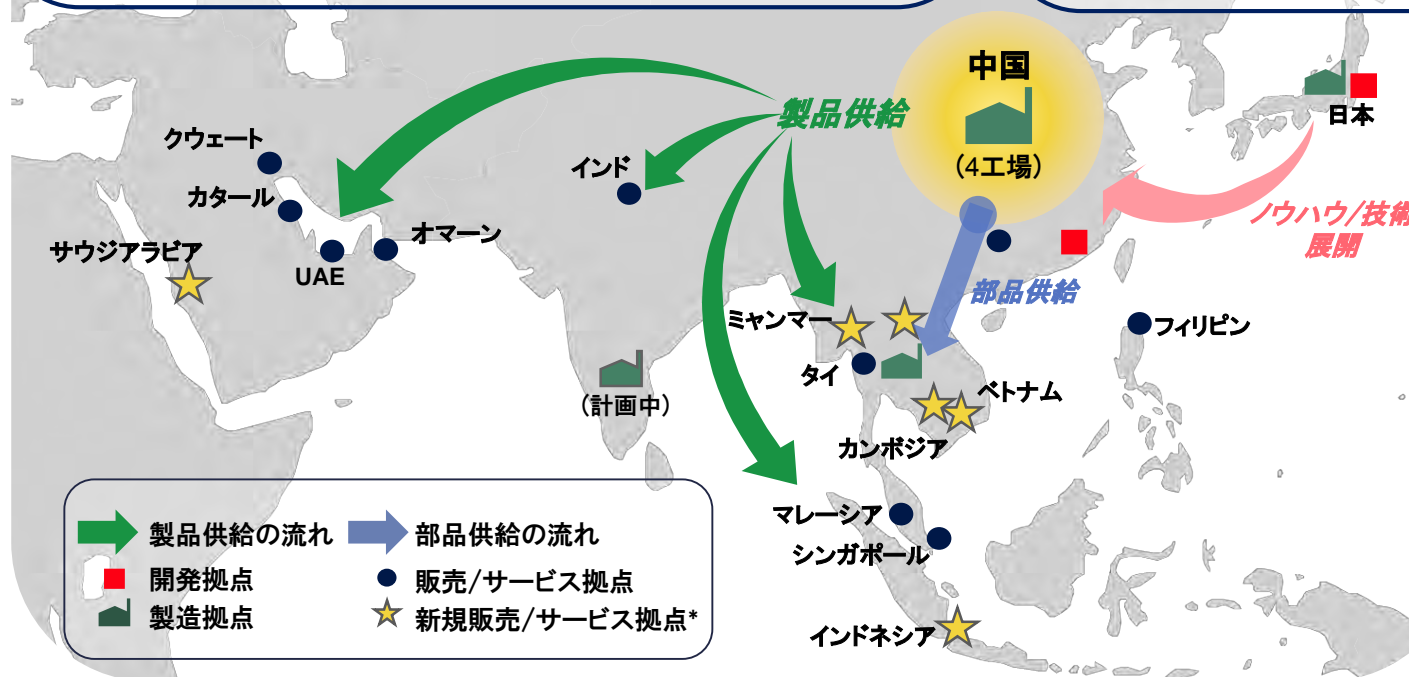 中国
製品供給
日本
クウェート
インド
(4工場)
カタール
ノウハウ/技術
展開
サウジアラビア
オマーン
UAE
部品供給
ミャンマー
フィリピン
タイ
ベトナム
(計画中)
カンボジア
マレーシア
シンガポール
インドネシア
製品供給の流れ
部品供給の流れ
開発拠点
販売/サービス拠点
製造拠点
新規販売/サービス拠点*